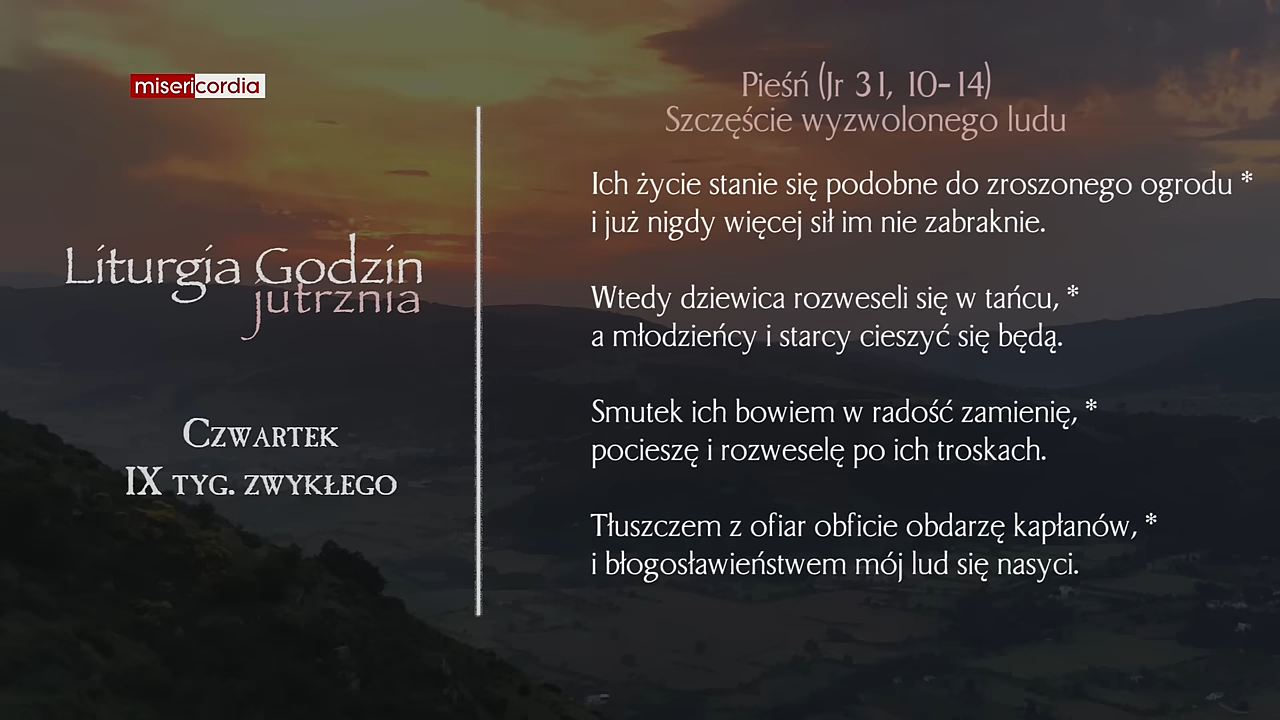 misericordia
Liturgia Godzin
jutrznia
Czwartek
IX tyg. zwykłego
Pieśń (Jr 31, 10-14)
Szczęście wyzwolonego ludu
Ich życie stanie się podobne do zroszonego ogrodu *
i już nigdy więcej sił im nie zabraknie.
Wtedy dziewica rozweseli się w tańcu, *
a młodzieńcy i starcy cieszyć się będą.
Smutek ich bowiem w radość zamienię, *
pocieszę i rozweselę po ich troskach.
Tłuszczem z ofiar obficie obdarzę kapłanów, *
i błogosławieństwem mój lud się nasyci.